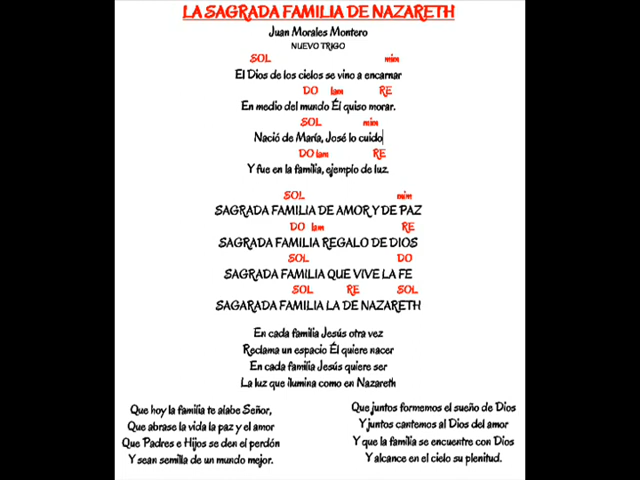 LA SAGRADA FAMILIA DE NAZARETH
Juan Morales Montero
NUEVO TRIGO
SOL mim
El Dios de los cielos se vino a encarnar
DO lam RE
En medio del mundo Él quiso morar.
SOL mim
Nació de María, José lo cuido
DO lam RE
Y fue en la familia, ejemplo de luz.
SOL mim
SAGRADA FAMILIA DE AMOR Y DE PAZ
DO lam RE
SAGRADA FAMILIA REGALO DE DIOS
SOL DO
SAGRADA FAMILIA QUE VIVE LA FE
SOL RE SOL
SAGARADA FAMILIA LA DE NAZARETH
En cada familia Jesús otra vez
Reclama un espacio Él quiere nacer
En cada familia Jesús quiere ser
La luz que ilumina como en Nazareth
Que hoy la familia te alabe Señor,
Que abrase la vida la paz y el amor
Que Padres e Hijos se den el perdón
Y sean semilla de un mundo mejor.
Que juntos formemos el sueño de Dios
Y juntos cantemos al Dios del amor
Y que la familia se encuentre con Dios
Y alcance en el cielo su plenitud.